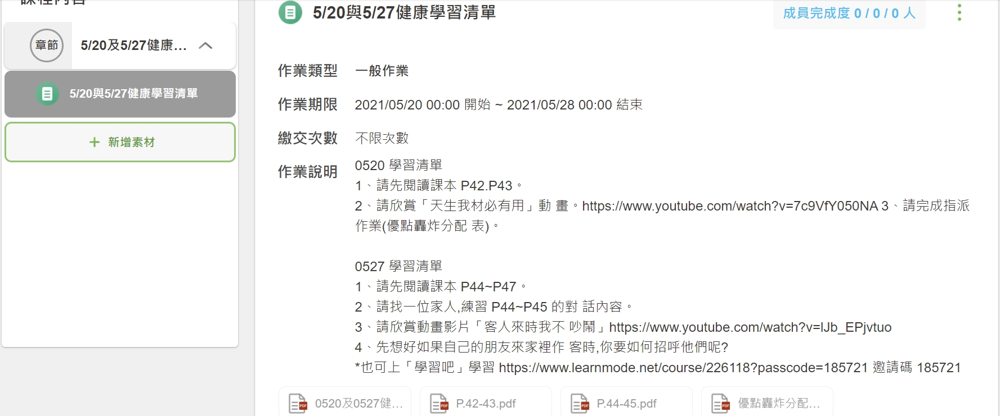 課程內容
章節
5/20及5/27健康...
5/20與5/27健康學習清單
+ 新增素材
5/20與5/27健康學習清單
成員完成度 0 / 0 / 0 人
作業類型 一般作業
作業期限 2021/05/20 00:00 開始 ~ 2021/05/28 00:00 結束
繳交次數 不限次數
作業說明
0520 學習清單
1、請先閱讀課本 P42.P43。
2、請欣賞「天生我材必有用」動 畫。https://www.youtube.com/watch?v=7c9VfY050NA 3、請完成指派
作業(優點轟炸分配 表)。
0527 學習清單
1、請先閱讀課本 P44~P47。
2、請找一位家人,練習 P44~P45 的對 話內容。
3、請欣賞動畫影片「客人來時我不 吵鬧」https://www.youtube.com/watch?v=lJb_EPjvtuo
4、先想好如果自己的朋友來家裡作 客時,你要如何招呼他們呢?
*也可上「學習吧」學習 https://www.learnmode.net/course/226118?passcode=185721 邀請碼 185721
PDF 0520及0527健...
PDF P.42-43.pdf
PDF P.44-45.pdf
PDF 優點轟炸分配...